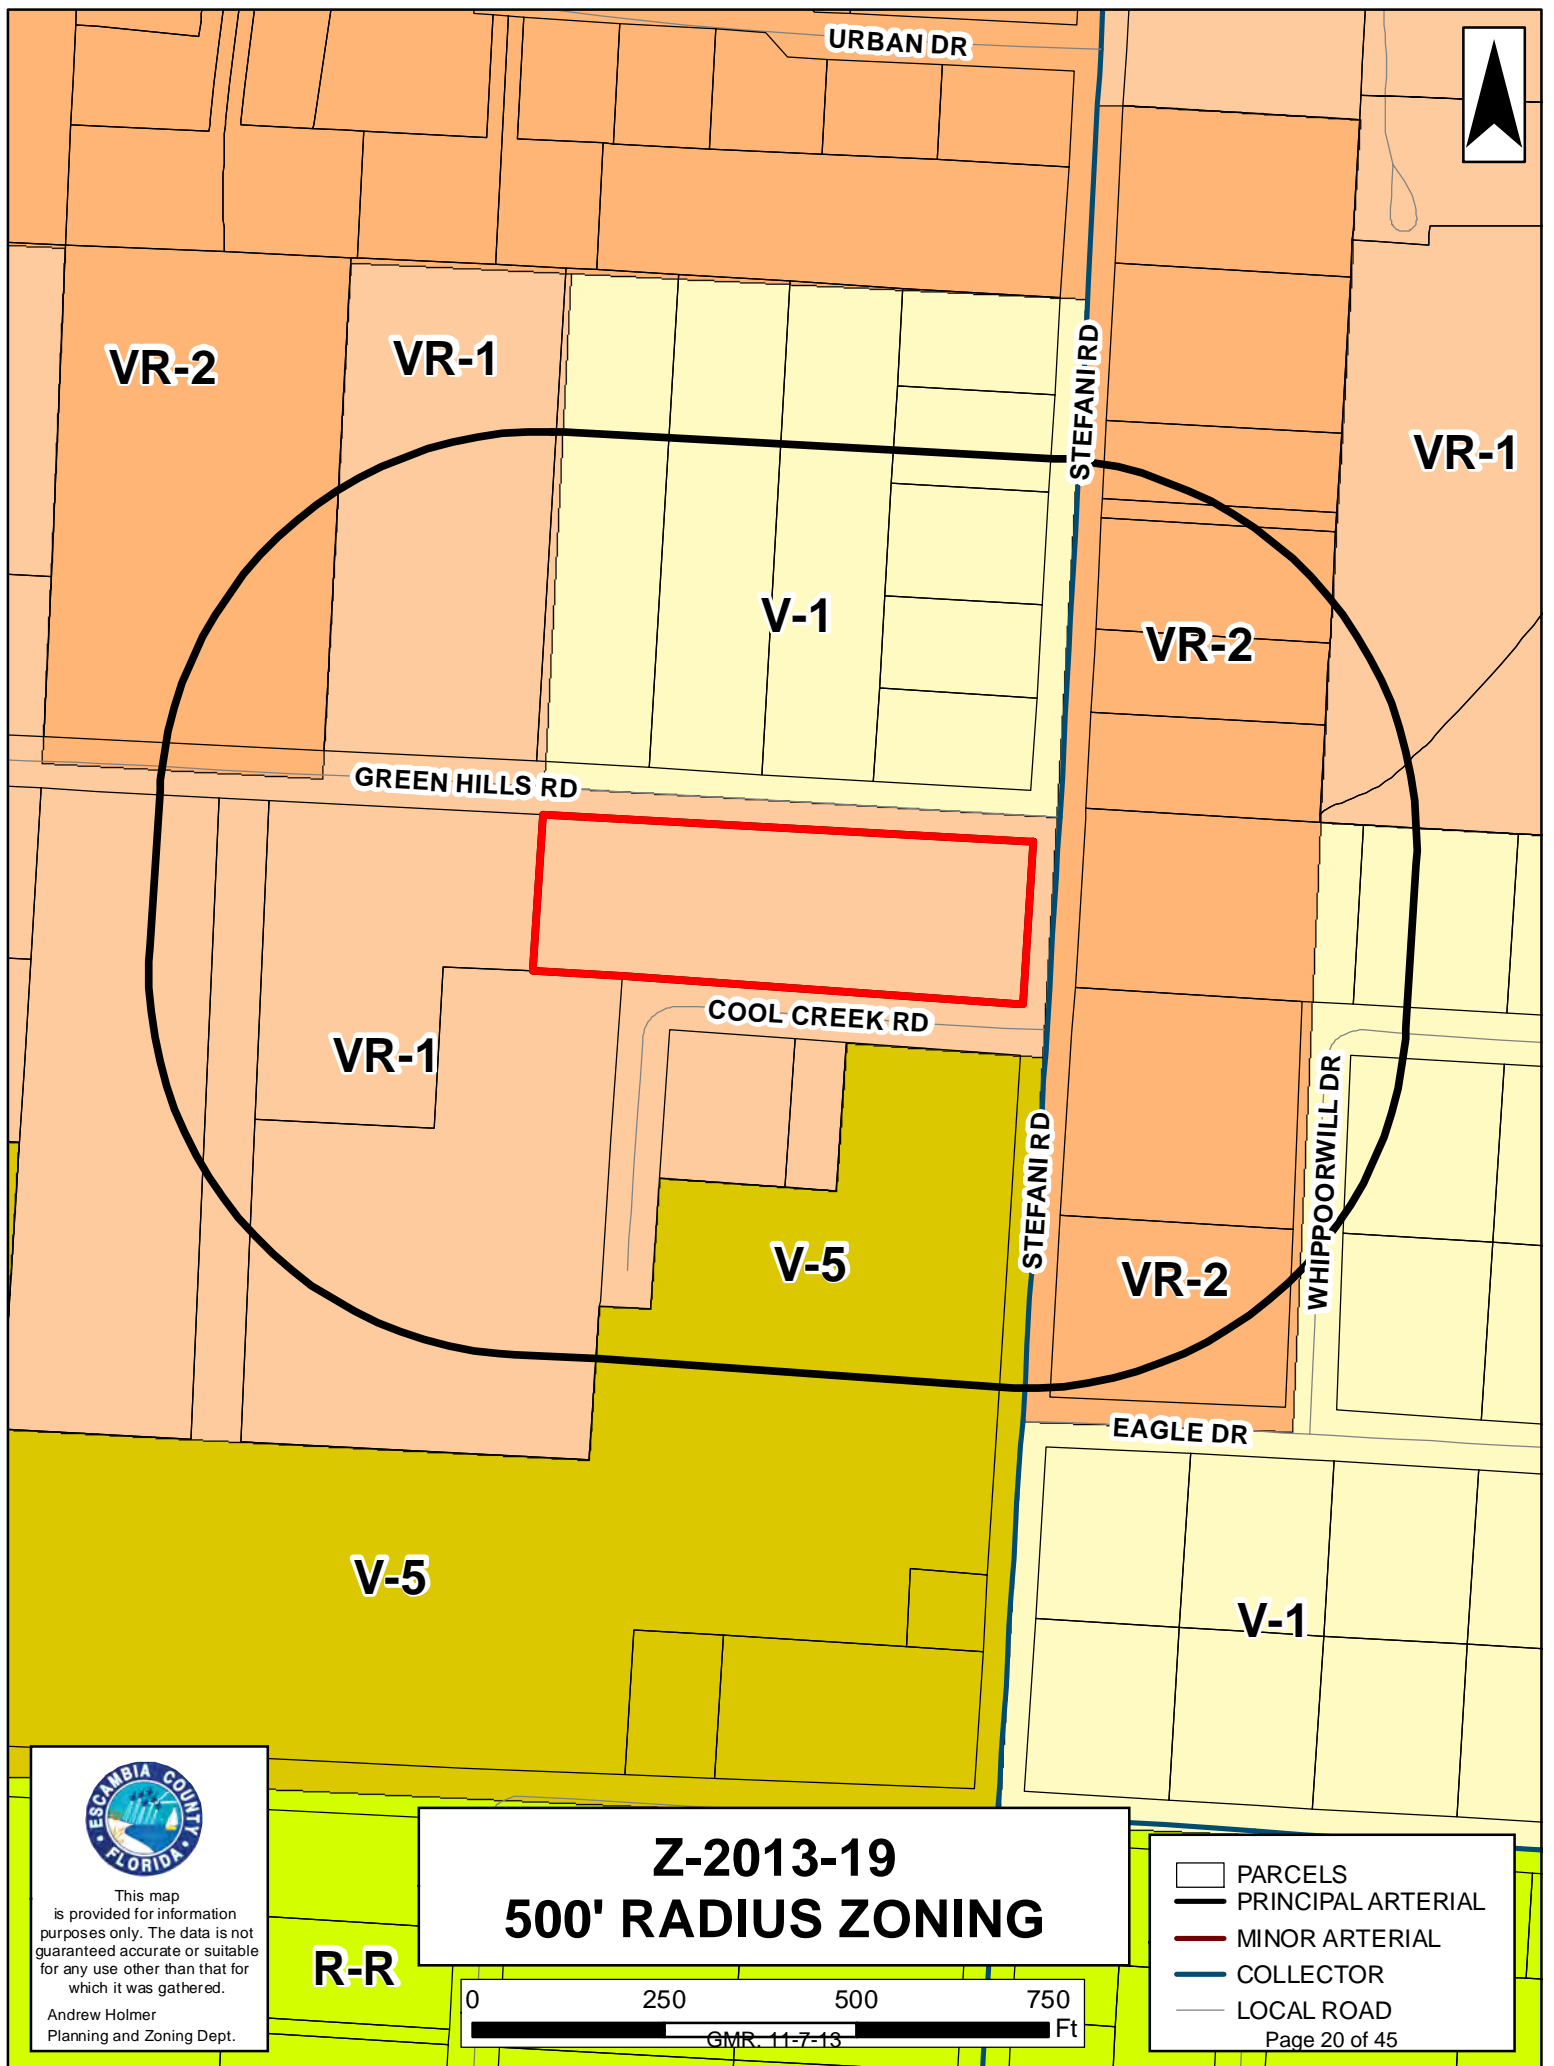 URBAN DR
VR-2
VR-1
STEFANI RD
VR-1
V-1
VR-2
GREEN HILLS RD
COOL CREEK RD
VR-1
WHIPPOORWILL DR
STEFANI RD
V-5
VR-2
EAGLE DR
V-5
V-1
ESCAMBIA COUNTY
FLORIDA
This map
is provided for information
purposes only. The data is not
guaranteed accurate or suitable
for any use other than that for
which it was gathered.
Andrew Holmer
Planning and Zoning Dept.
R-R
Z-2013-19
500' RADIUS ZONING
0 250 500 750
Ft
GMR: 11-7-13
PARCELS
PRINCIPAL ARTERIAL
MINOR ARTERIAL
COLLECTOR
LOCAL ROAD
Page 20 of 45